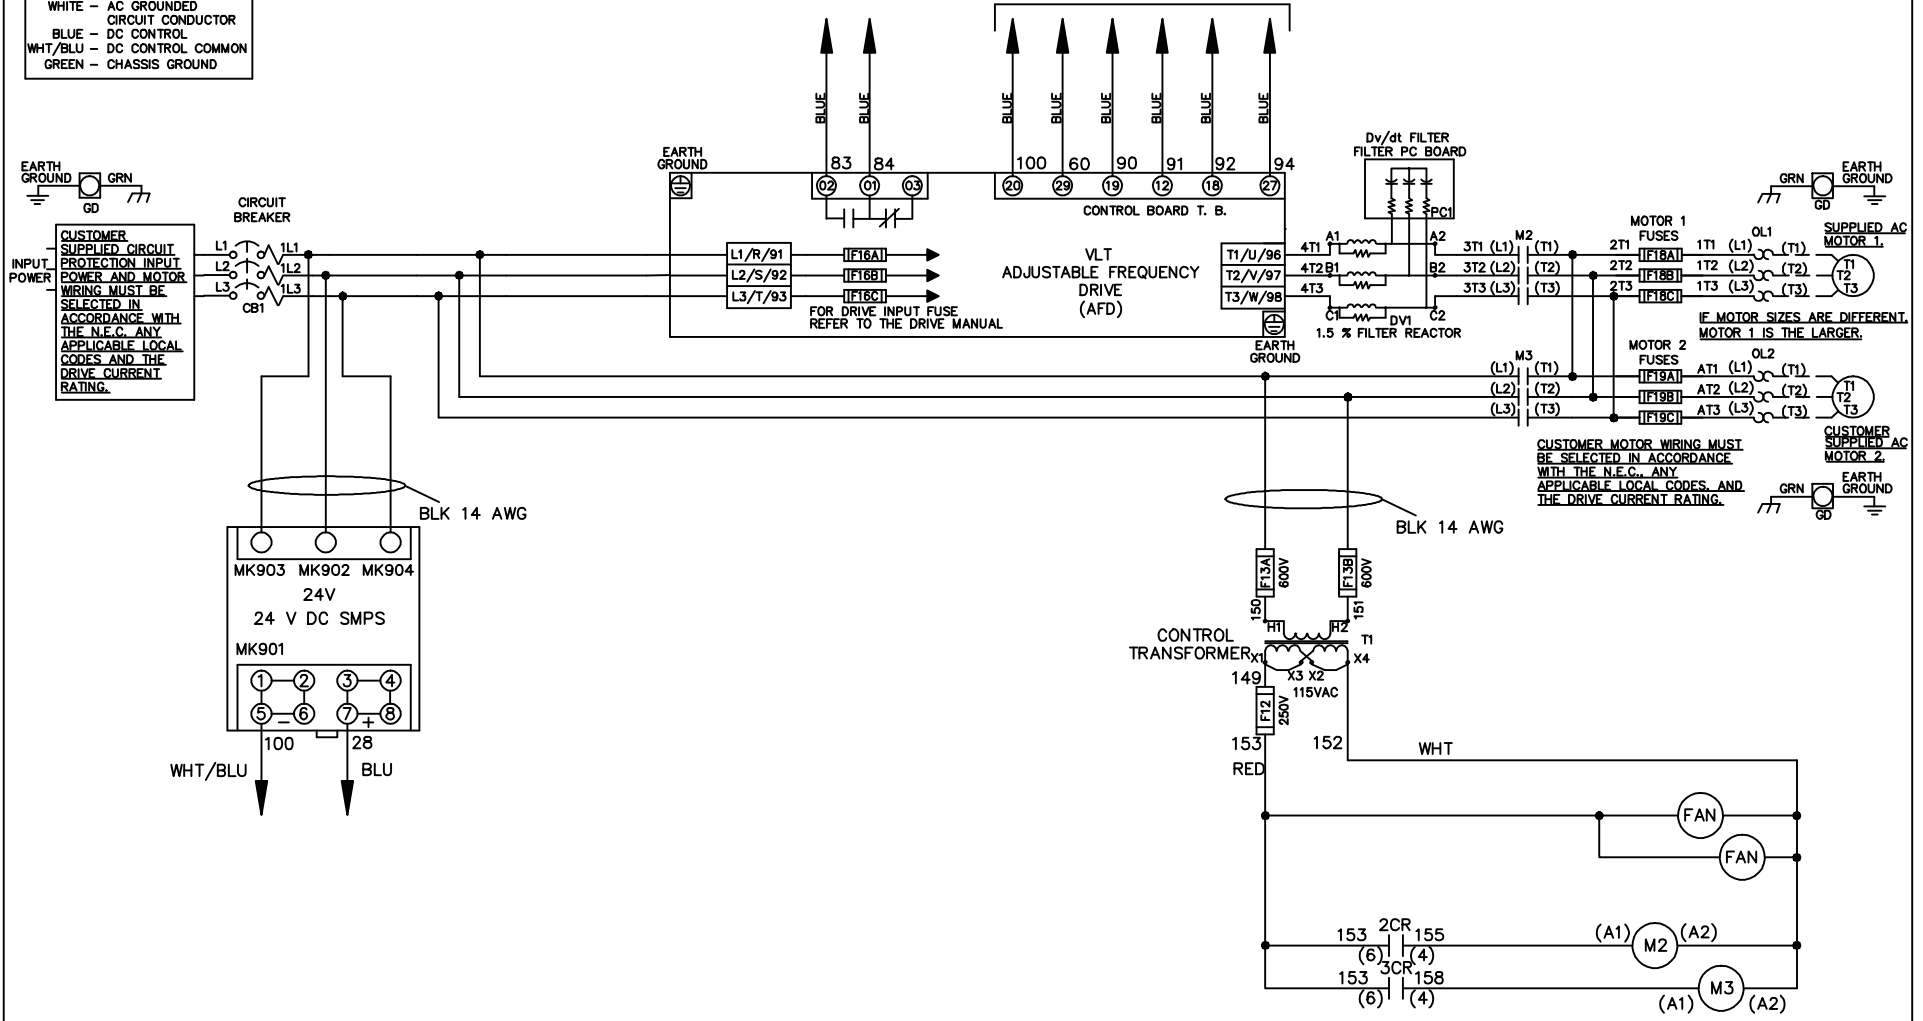 WHITE – AC GROUNDED
CIRCUIT CONDUCTOR
BLUE – DC CONTROL
WHT/BLU – DC CONTROL COMMON
GREEN – CHASSIS GROUND
BLUE
BLUE
BLUE
BLUE
BLUE
BLUE
BLUE
BLUE
83
84
100
60
90
91
92
94
EARTH
GROUND
02
01
03
20
29
19
12
18
27
CONTROL BOARD T. B.
Dv/dt FILTER
FILTER PC BOARD
PC1
EARTH
GROUND
GRN
GD
CIRCUIT
BREAKER
INPUT
POWER
CUSTOMER
SUPPLIED CIRCUIT
PROTECTION INPUT
POWER AND MOTOR
WIRING MUST BE
SELECTED IN
ACCORDANCE WITH
THE N.E.C. ANY
APPLICABLE LOCAL
CODES AND THE
DRIVE CURRENT
RATING.
L1
L2
L3
1L1
1L2
1L3
CB1
L1/R/91
L2/S/92
L3/T/93
F16A
F16B
F16C
FOR DRIVE INPUT FUSE
REFER TO THE DRIVE MANUAL
VLT
ADJUSTABLE FREQUENCY
DRIVE
(AFD)
T1/U/96
T2/V/97
T3/W/98
EARTH
GROUND
4T1
4T2
4T3
A1
B1
C1
A2
B2
C2
DV1
1.5 % FILTER REACTOR
3T1 (L1) M2 (T1)
3T2 (L2) (T2)
3T3 (L3) (T3)
MOTOR 1
FUSES
2T1 F18A 1T1 (L1) OL1 (T1)
2T2 F18B 1T2 (L2) (T2)
2T3 F18C 1T3 (L3) (T3)
GRN
EARTH
GROUND
GD
SUPPLIED AC
MOTOR 1.
T1
T2
T3
IF MOTOR SIZES ARE DIFFERENT,
MOTOR 1 IS THE LARGER.
(L1) M3 (T1)
(L2) (T2)
(L3) (T3)
MOTOR 2
FUSES
F19A AT1 (L1) OL2 (T1)
F19B AT2 (L2) (T2)
F19C AT3 (L3) (T3)
T1
T2
T3
CUSTOMER
SUPPLIED AC
MOTOR 2.
CUSTOMER MOTOR WIRING MUST
BE SELECTED IN ACCORDANCE
WITH THE N.E.C., ANY
APPLICABLE LOCAL CODES, AND
THE DRIVE CURRENT RATING.
GRN
EARTH
GROUND
GD
BLK 14 AWG
MK903 MK902 MK904
24V
24 V DC SMPS
MK901
1 2 3 4
5 – 6 7 + 8
100
28
WHT/BLU
BLU
BLK 14 AWG
F13A
600V
F13B
600V
150
151
H1
H2
T1
CONTROL
TRANSFORMER
X1
X3 X2
X4
115VAC
149
F12
250V
153
152
RED
WHT
FAN
FAN
153 2CR 155
(6) (4)
(A1) M2 (A2)
153 3CR 158
(6) (4)
(A1) M3 (A2)